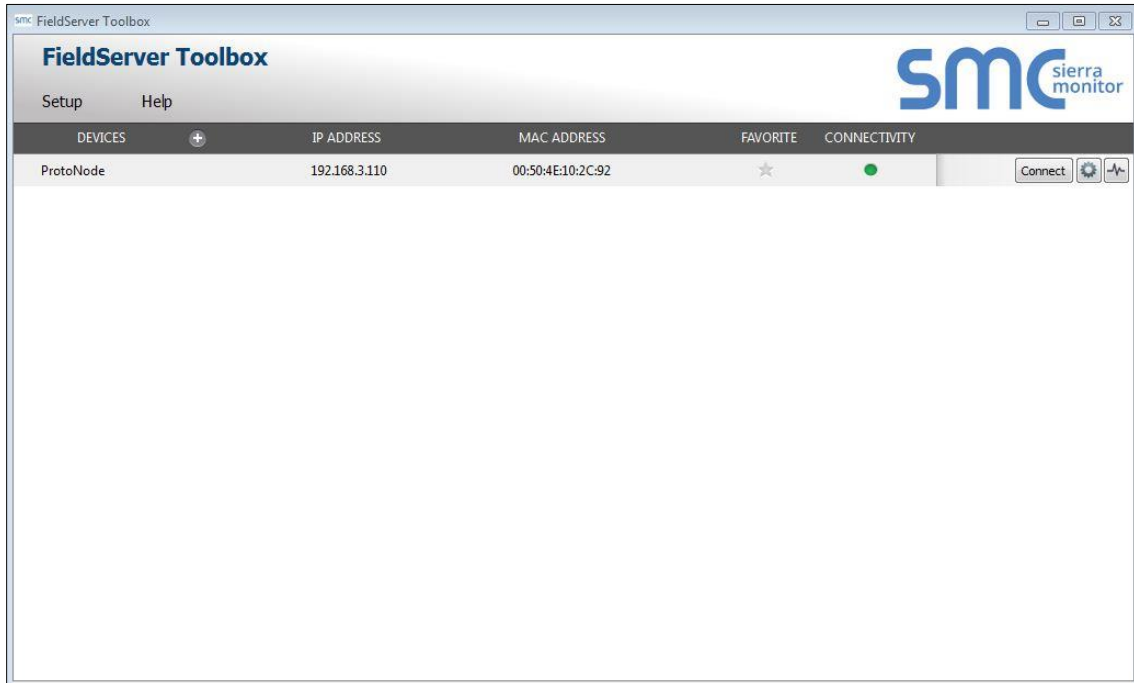 smc FieldServer Toolbox
FieldServer Toolbox
smc sierra monitor
Setup Help
DEVICES IP ADDRESS MAC ADDRESS FAVORITE CONNECTIVITY
ProtoNode 192.168.3.110 00:50:4E:10:2C:92 Connect